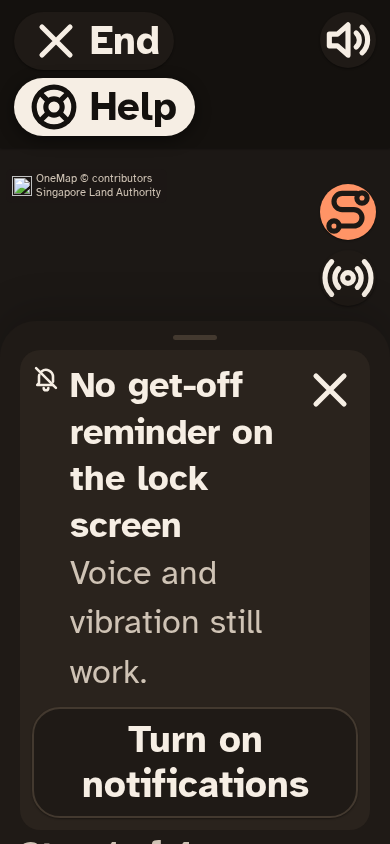 End
Help
OneMap © contributors
Singapore Land Authority
No get-off
reminder on
the lock
screen
Voice and
vibration still
work.
Turn on
notifications